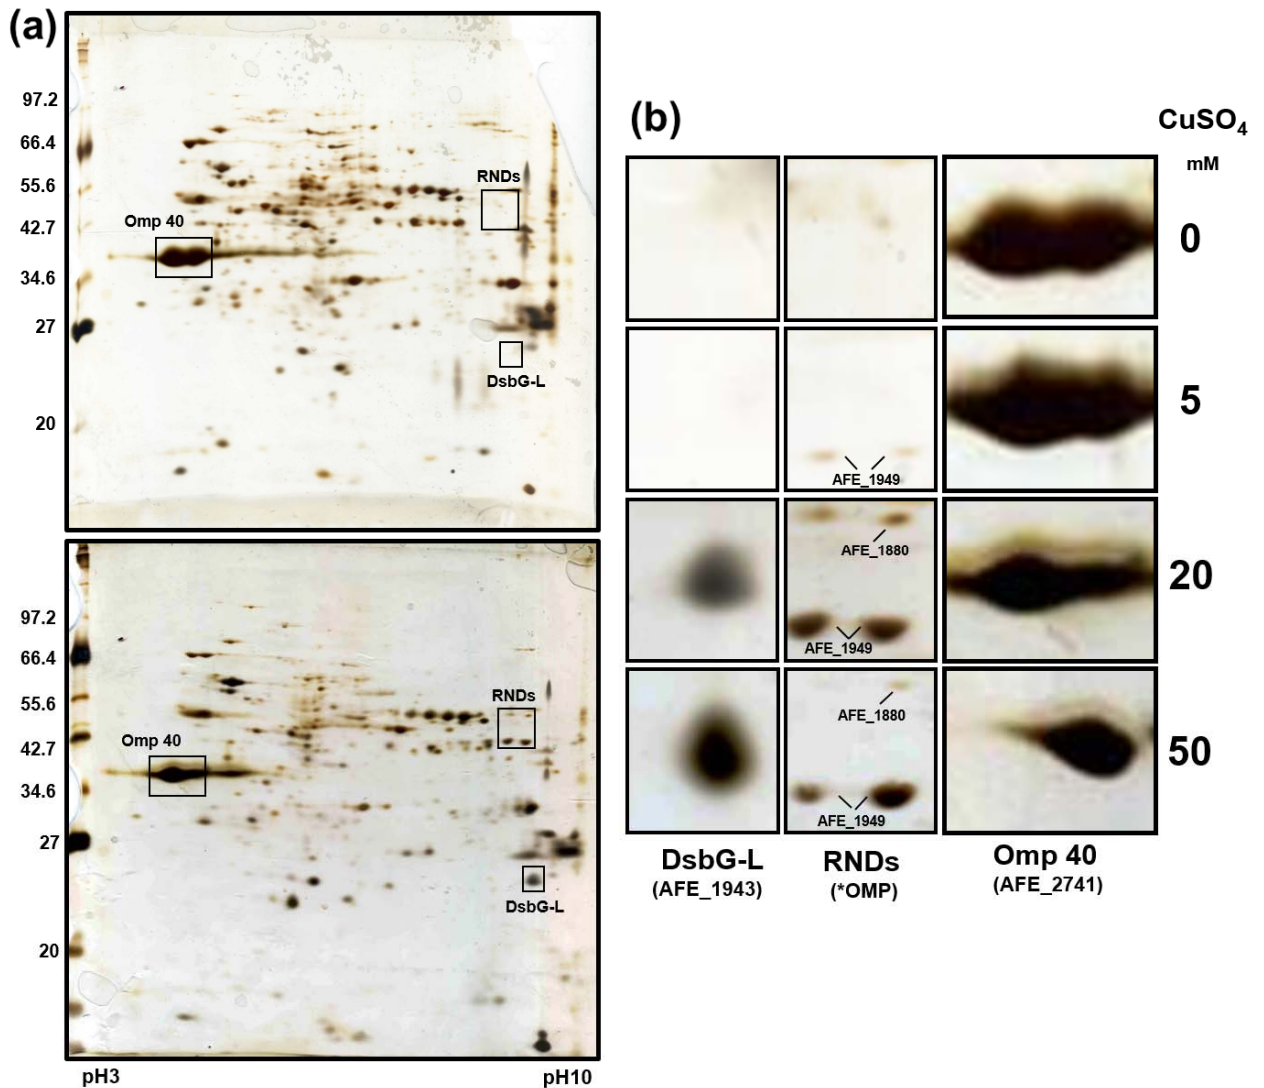 (a)
97.2
66.4
55.6
42.7
34.6
27
20
Omp 40
RNDs
DsbG-L
97.2
66.4
55.6
42.7
34.6
27
20
Omp 40
RNDs
DsbG-L
pH3
pH10
(b)
CuSO₄
mM
0
5
AFE_1949
20
AFE_1880
AFE_1949
50
AFE_1880
AFE_1949
DsbG-L
(AFE_1943)
RNDs
(*OMP)
Omp 40
(AFE_2741)